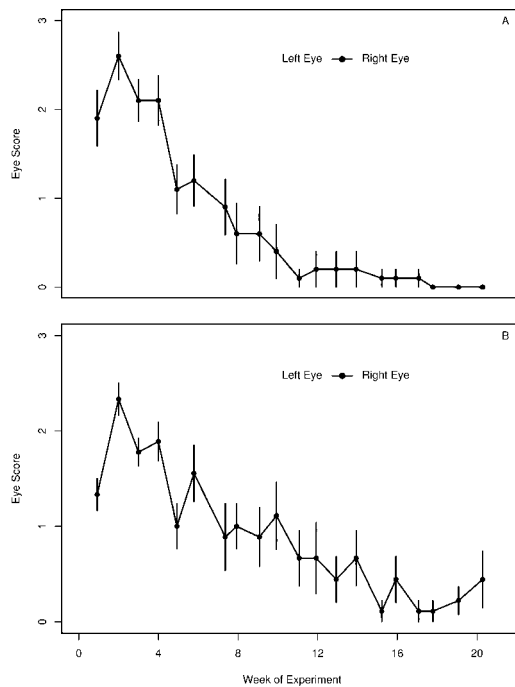 A
3
Left Eye Right Eye
2
Eye Score
1
0
B
3
Left Eye Right Eye
2
Eye Score
1
0
0 4 8 12 16 20
Week of Experiment